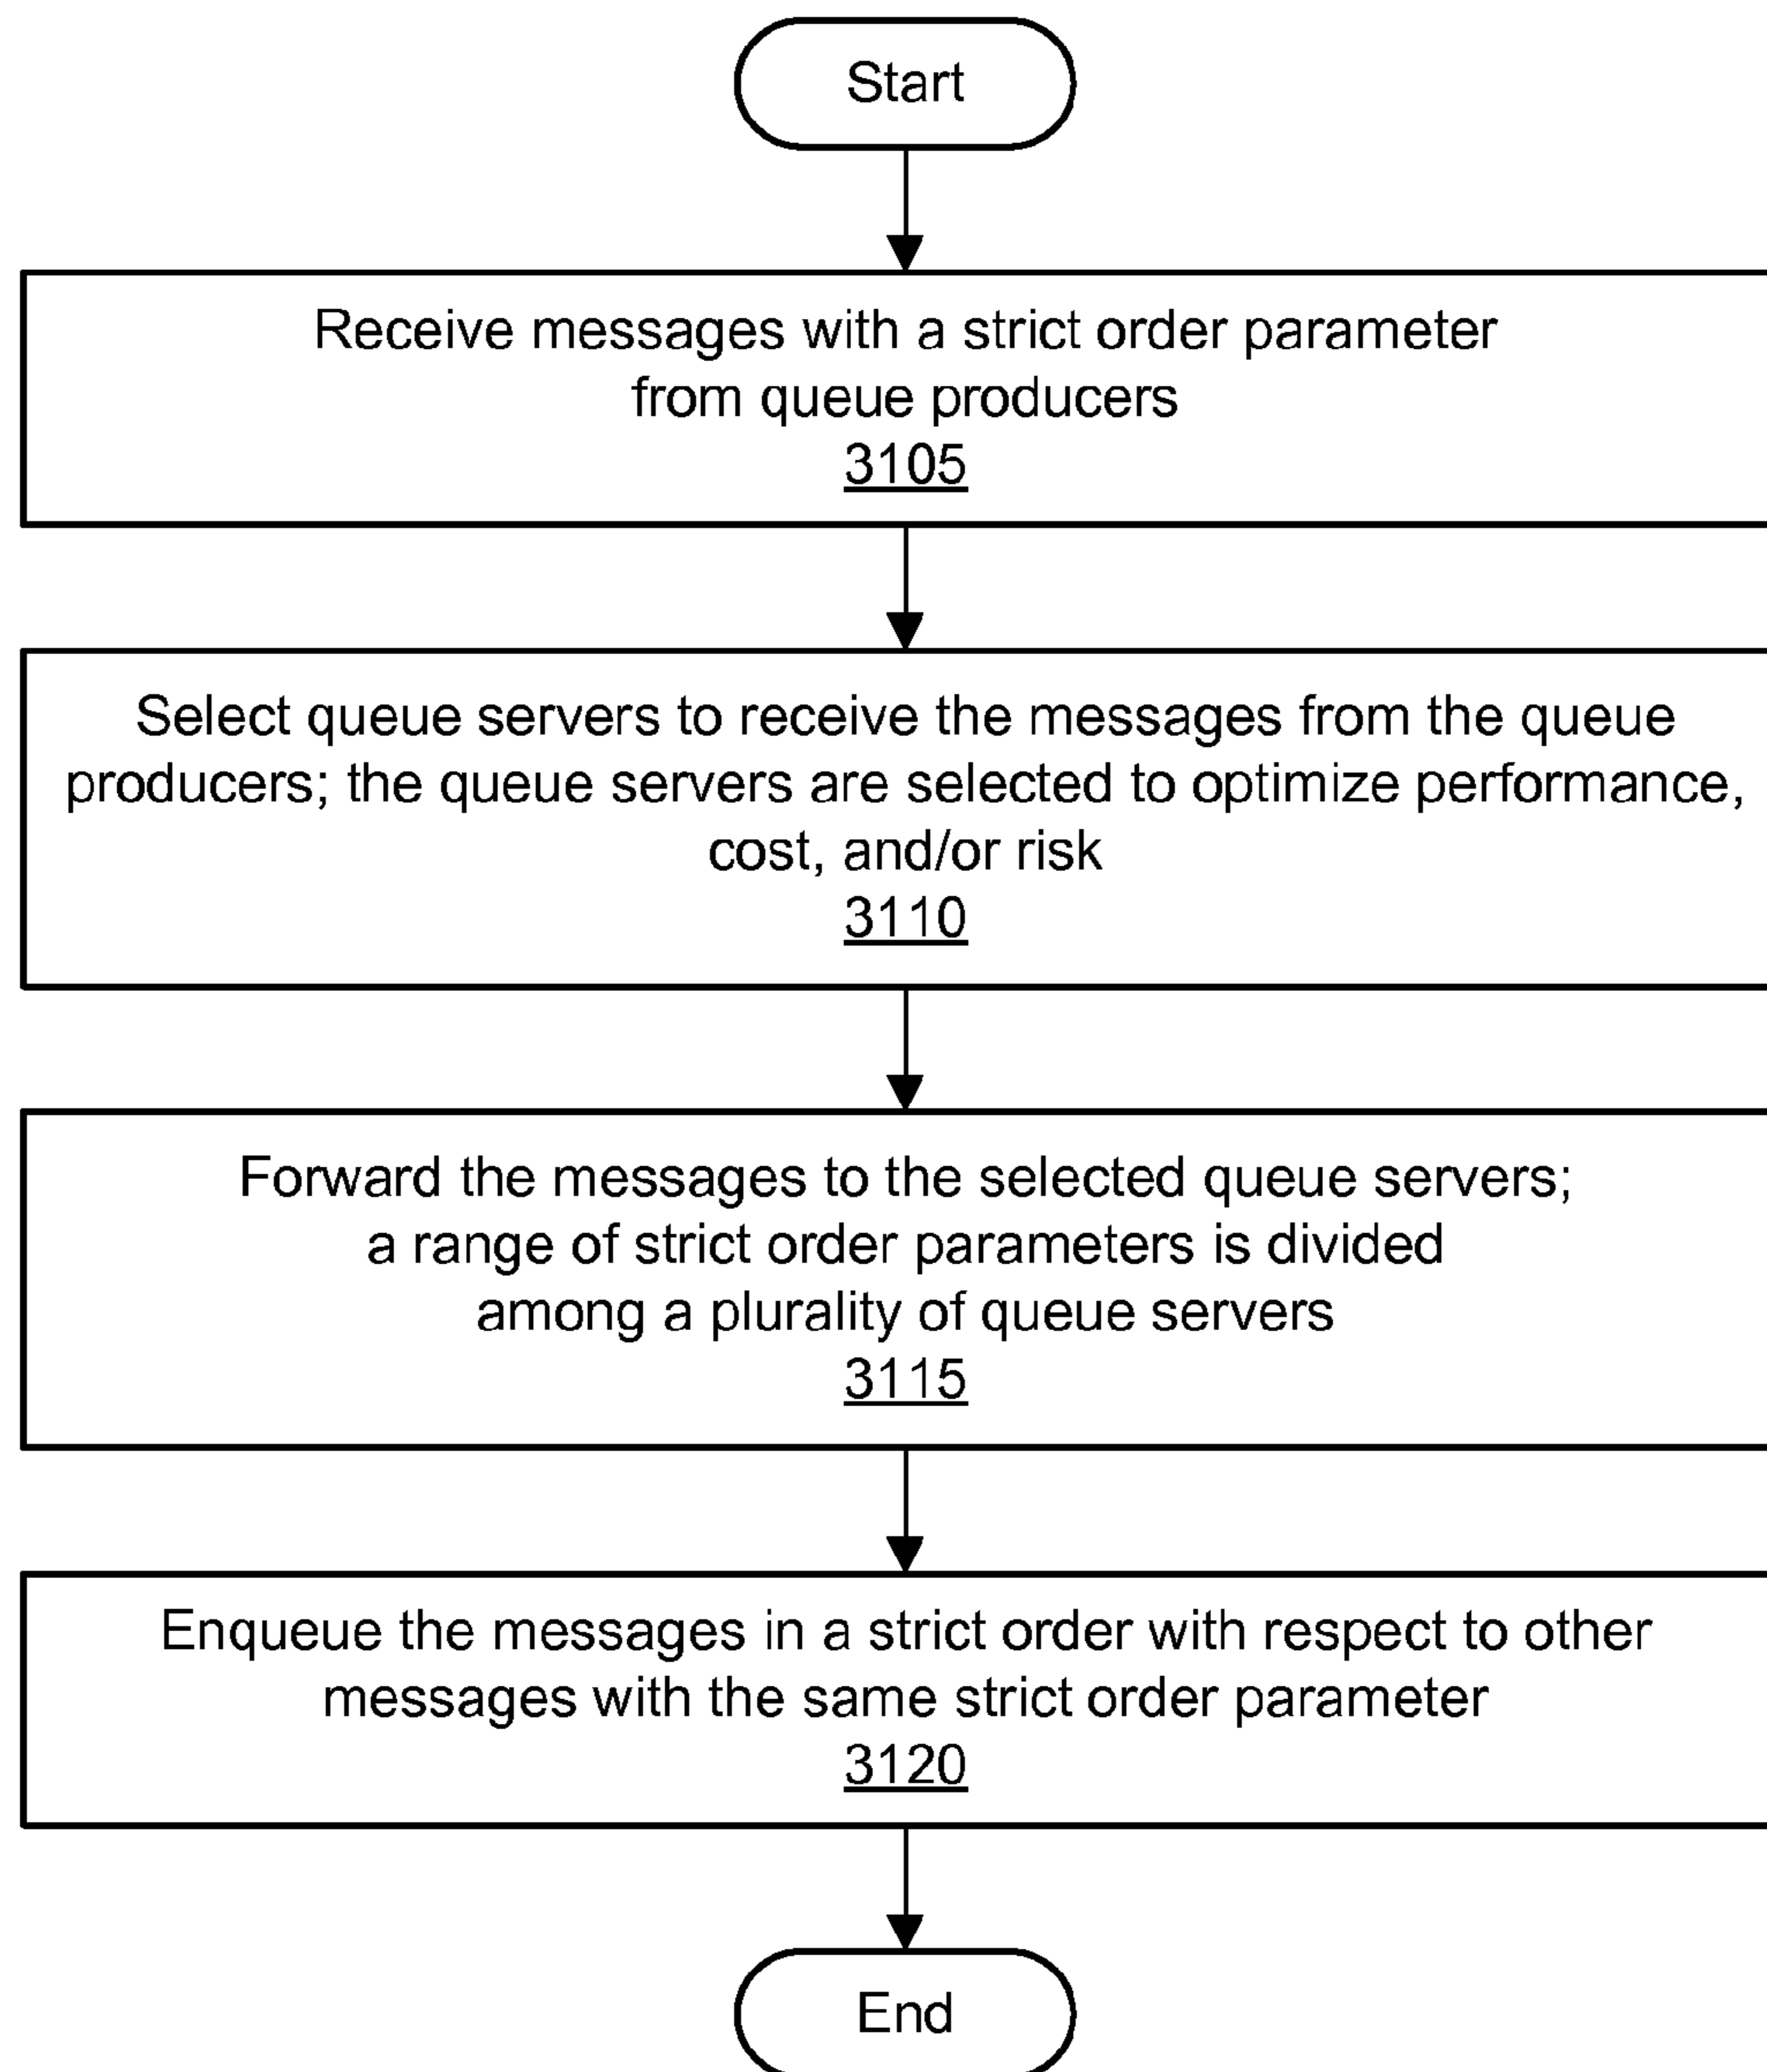 Start
Receive messages with a strict order parameter
from queue producers
3105
Select queue servers to receive the messages from the queue
producers; the queue servers are selected to optimize performance,
cost, and/or risk
3110
Forward the messages to the selected queue servers;
a range of strict order parameters is divided
among a plurality of queue servers
3115
Enqueue the messages in a strict order with respect to other
messages with the same strict order parameter
3120
End